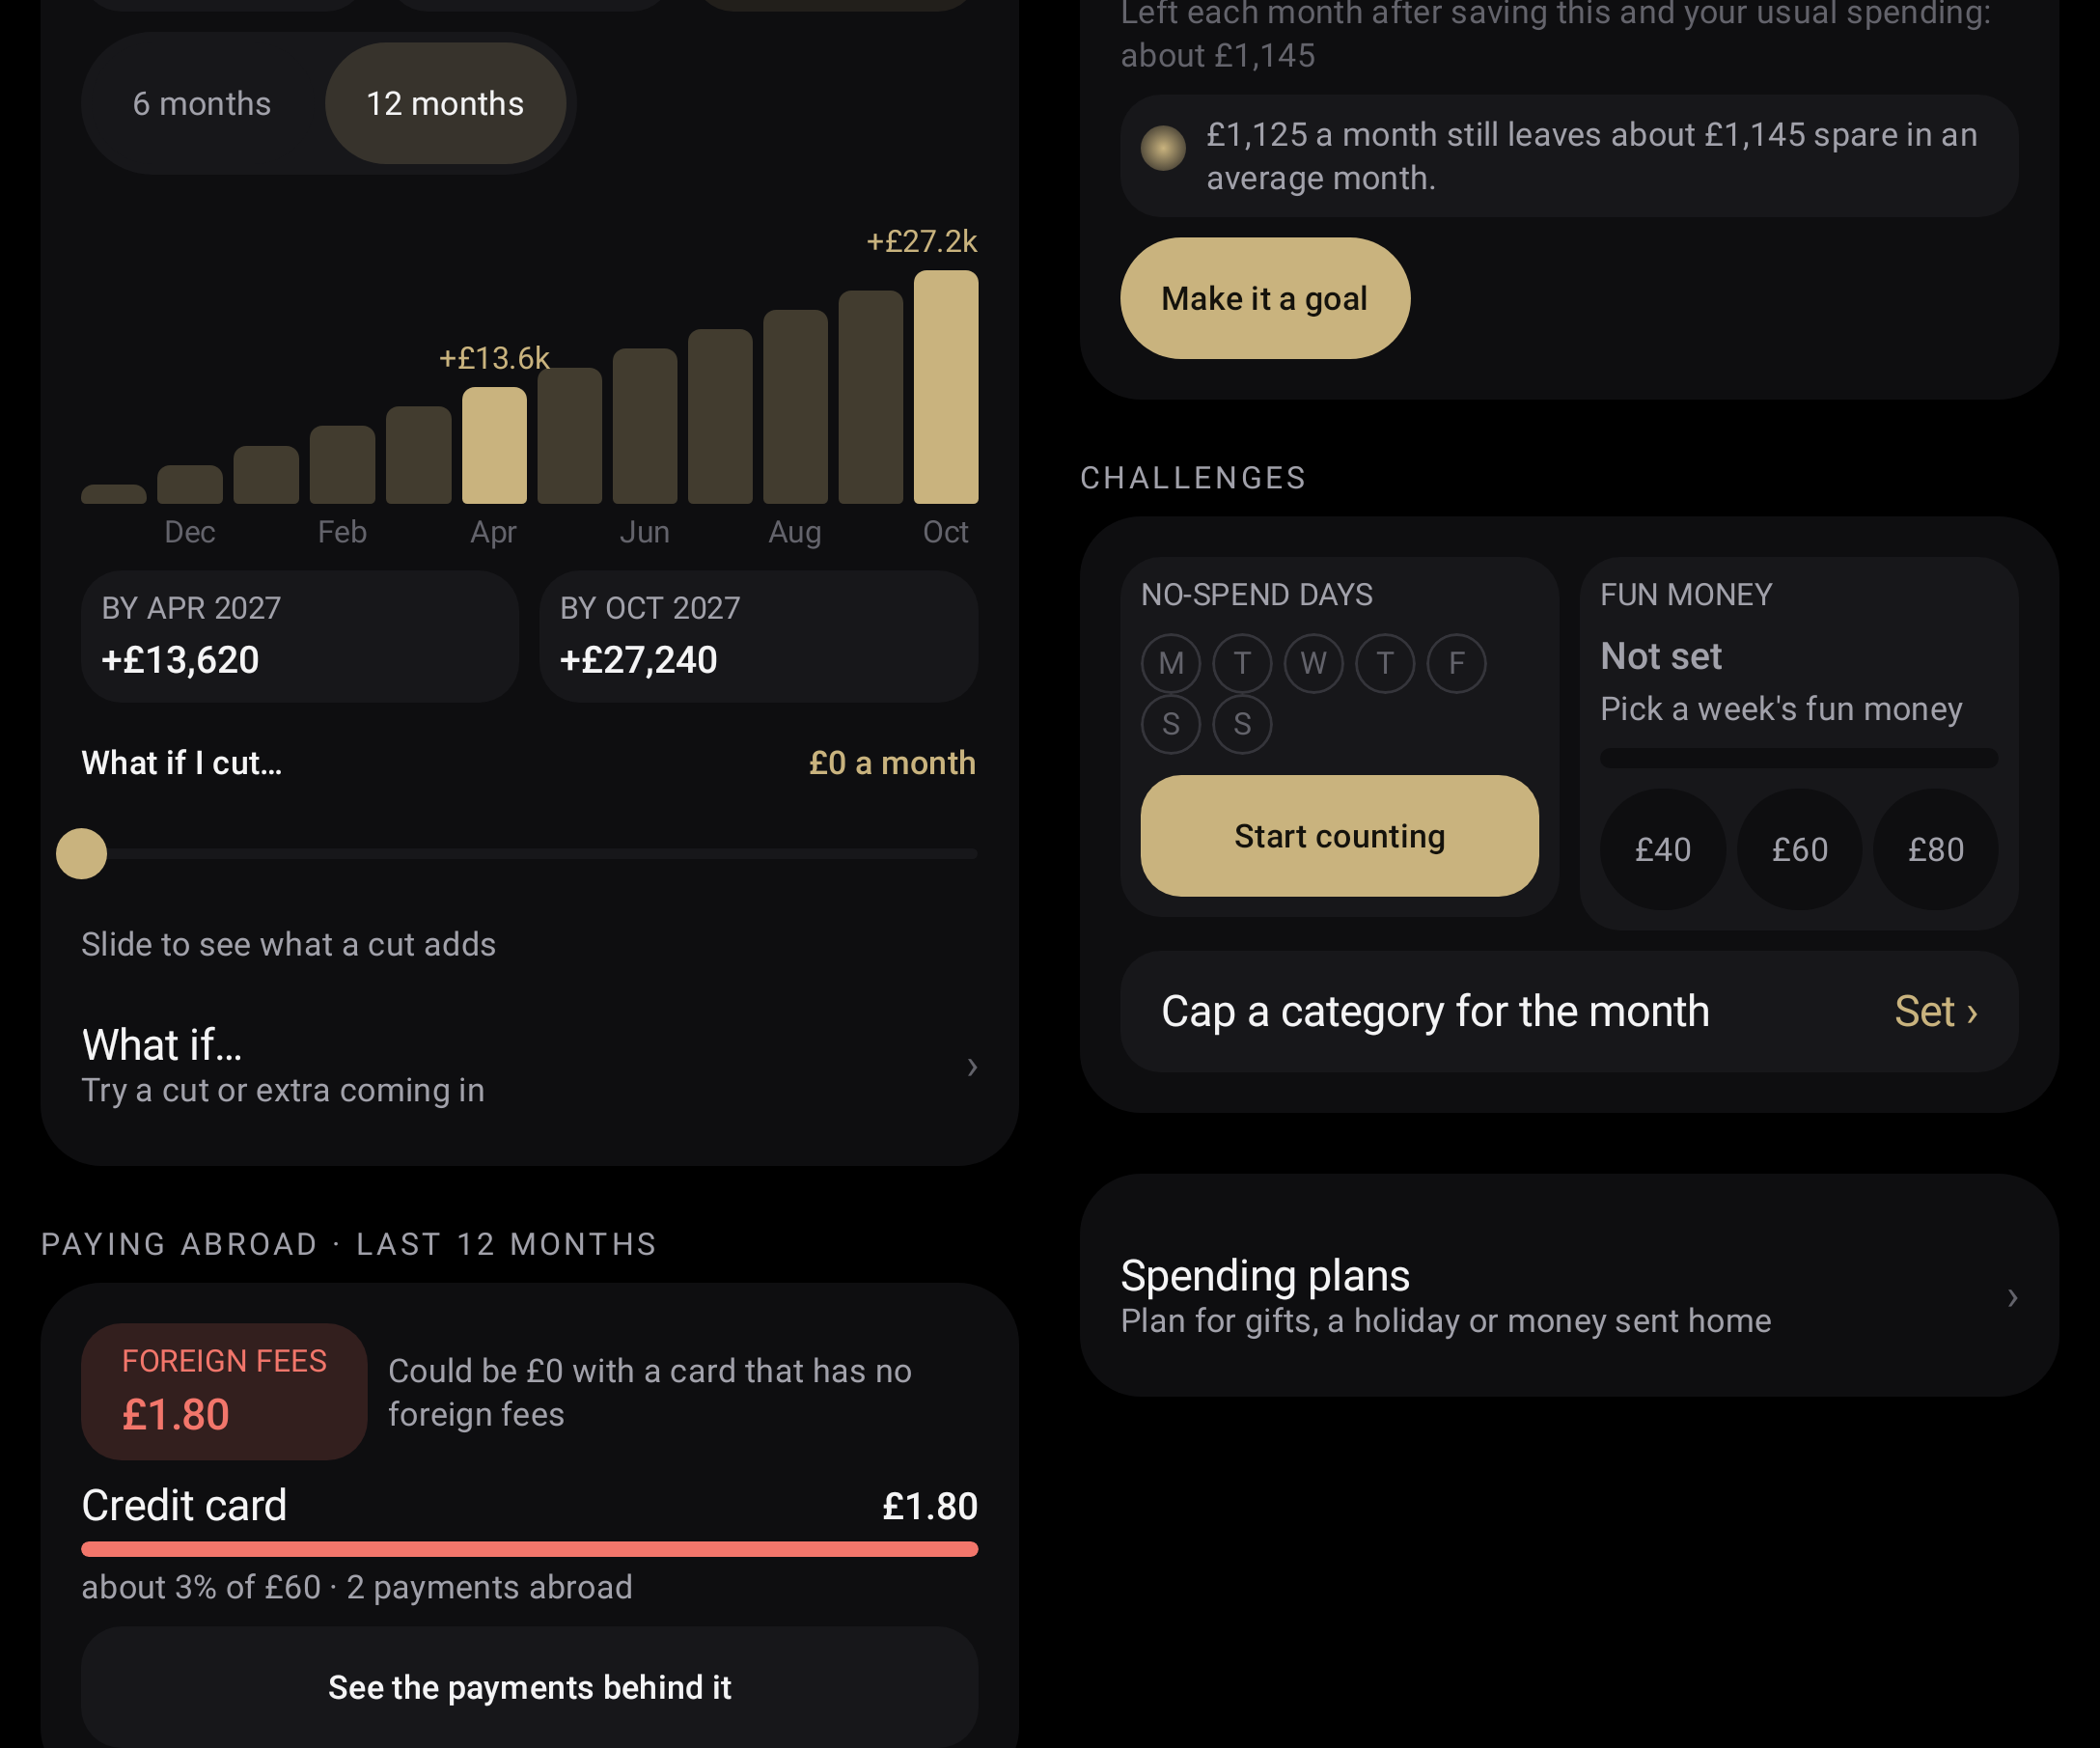 6 months
12 months
+£27.2k
+£13.6k
Dec
Feb
Apr
Jun
Aug
Oct
BY APR 2027
+£13,620
BY OCT 2027
+£27,240
What if I cut…
£0 a month
Slide to see what a cut adds
What if…
›
Try a cut or extra coming in
PAYING ABROAD · LAST 12 MONTHS
FOREIGN FEES
£1.80
Could be £0 with a card that has no
foreign fees
Credit card
£1.80
about 3% of £60 · 2 payments abroad
See the payments behind it
Left each month after saving this and your usual spending:
about £1,145
£1,125 a month still leaves about £1,145 spare in an
average month.
Make it a goal
CHALLENGES
NO-SPEND DAYS
M T W T F
S S
Start counting
FUN MONEY
Not set
Pick a week's fun money
£40
£60
£80
Cap a category for the month
Set ›
Spending plans
›
Plan for gifts, a holiday or money sent home